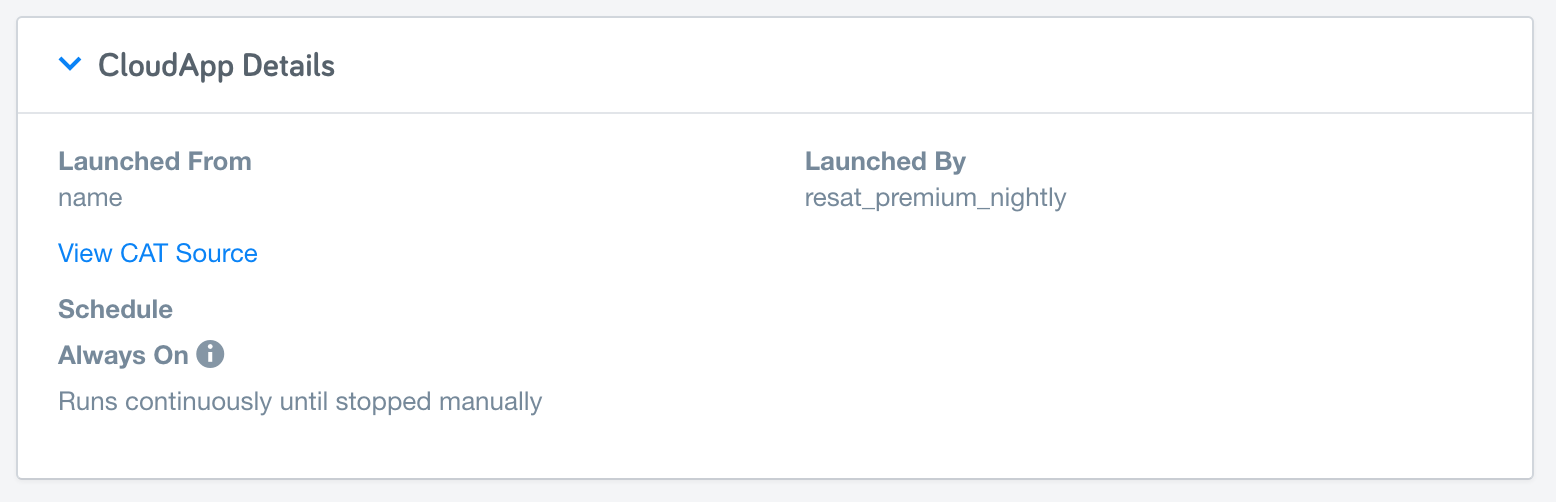 CloudApp Details
Launched From
name
View CAT Source
Schedule
Always On
Runs continuously until stopped manually
Launched By
resat_premium_nightly